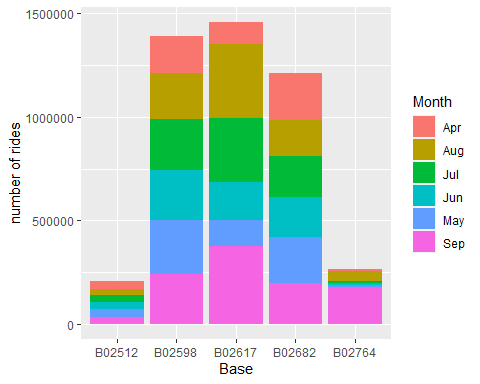 1500000
1000000
500000
0
number of rides
B02512 B02598 B02617 B02682 B02764
Base
Month
Apr
Aug
Jul
Jun
May
Sep